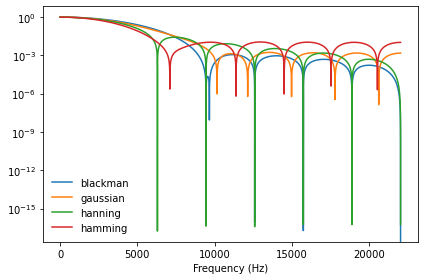 10⁰
10⁻³
10⁻⁶
10⁻⁹
10⁻¹²
10⁻¹⁵
blackman
gaussian
hanning
hamming
0 5000 10000 15000 20000
Frequency (Hz)